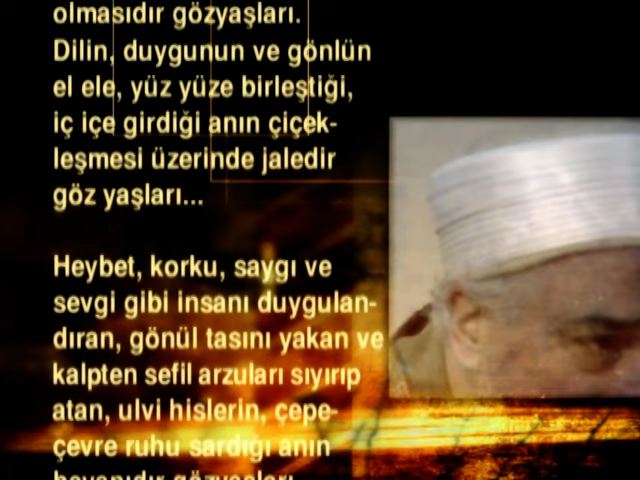 olmasıdır gözyaşları.
Dilin, duygunun ve gönlün
el ele, yüz yüze birleştiği,
iç içe girdiği anın çiçek-
leşmesi üzerinde jaledir
göz yaşları...
Heybet, korku, saygı ve
sevgi gibi insanı duygulan-
dıran, gönül tasını yakan ve
kalpten sefil arzuları sıyırıp
atan, ulvi hislerin, çepe-
çevre ruhu sardığı anın
beyanıdır gözyaşları